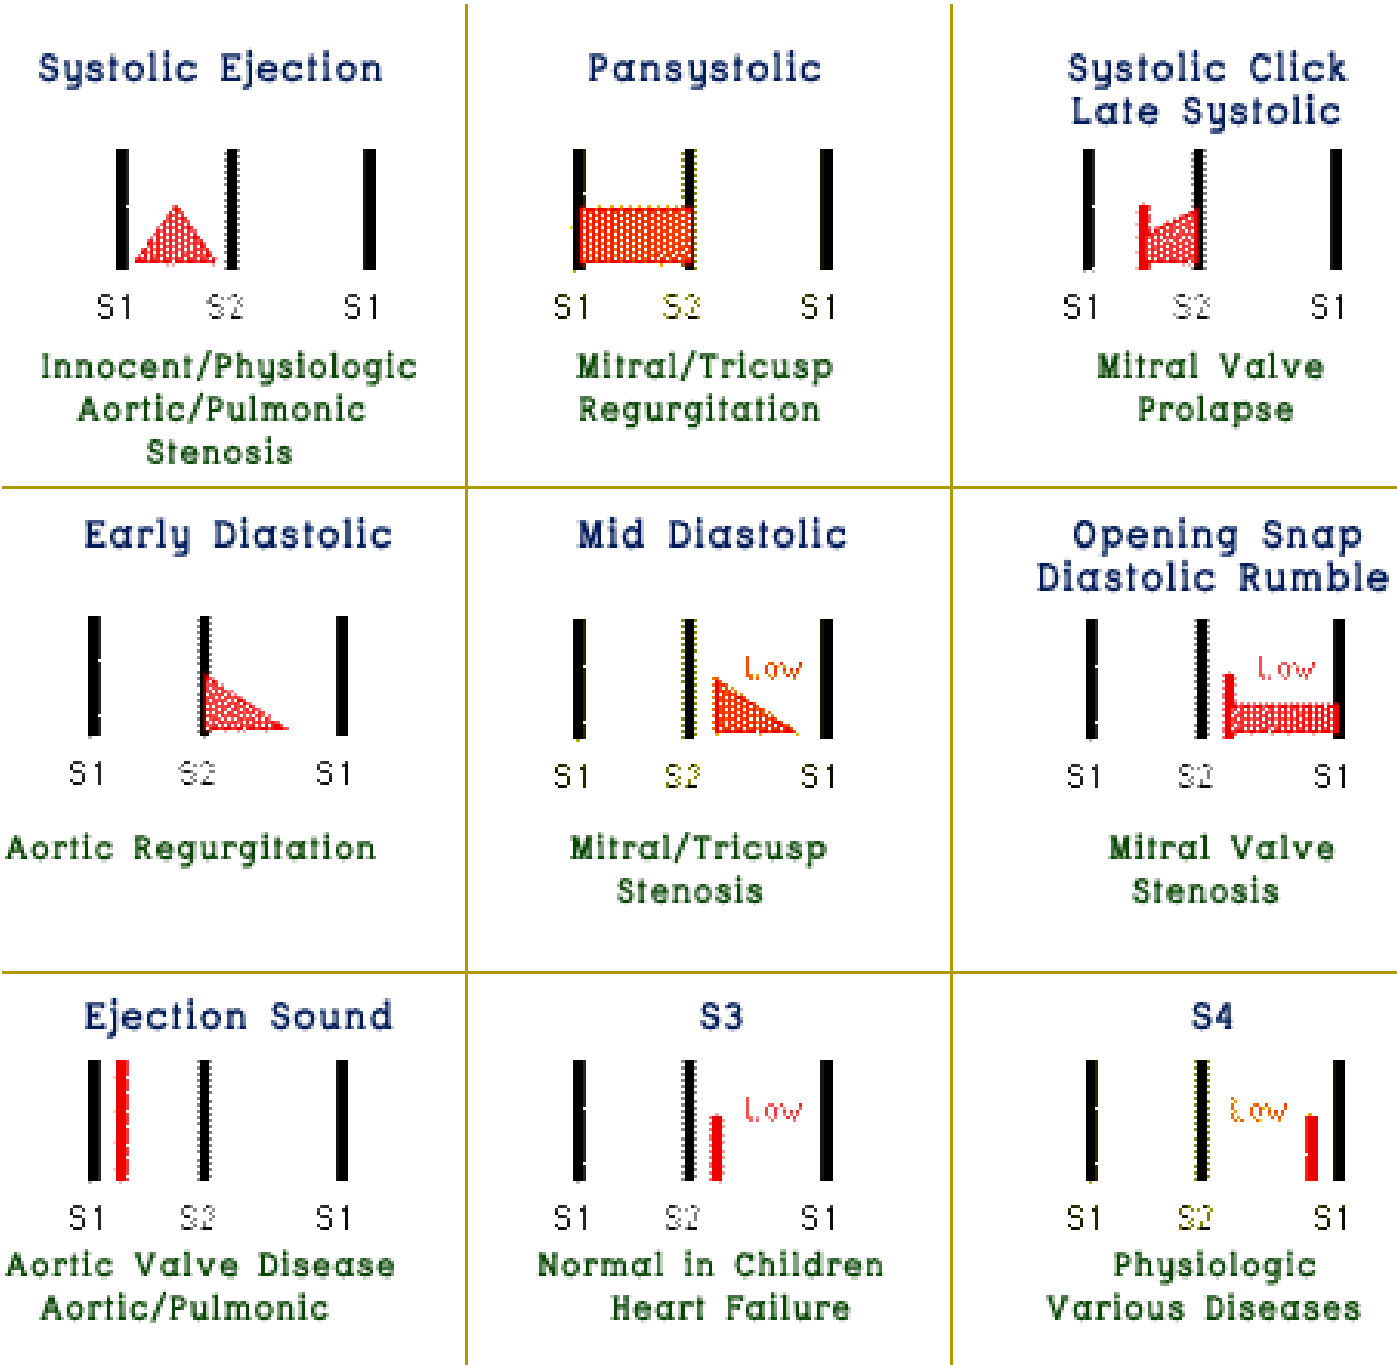 Systolic Ejection
S1 S2 S1
Innocent/Physiologic
Aortic/Pulmonic
Stenosis
Pansystolic
S1 S2 S1
Mitral/Tricusp
Regurgitation
Systolic Click
Late Systolic
S1 S2 S1
Mitral Valve
Prolapse
Early Diastolic
S1 S2 S1
Aortic Regurgitation
Mid Diastolic
Low
S1 S2 S1
Mitral/Tricusp
Stenosis
Opening Snap
Diastolic Rumble
Low
S1 S2 S1
Mitral Valve
Stenosis
Ejection Sound
S1 S2 S1
Aortic Valve Disease
Aortic/Pulmonic
S3
Low
S1 S2 S1
Normal in Children
Heart Failure
S4
Low
S1 S2 S1
Physiologic
Various Diseases